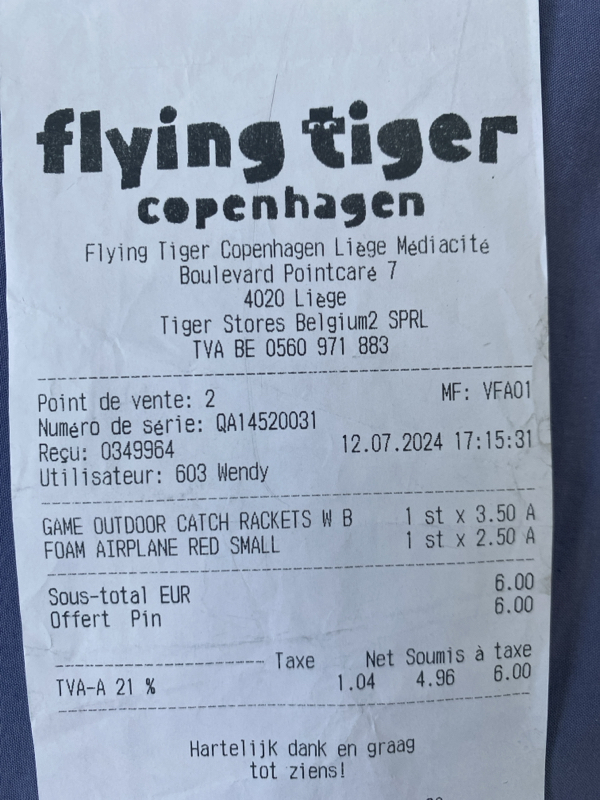 flying tiger
copenhagen
Flying Tiger Copenhagen Liège Médiacité
Boulevard Pointcaré 7
4020 Liège
Tiger Stores Belgium2 SPRL
TVA BE 0560 971 883
Point de vente: 2 MF: VFA01
Numéro de série: QA14520031
Reçu: 0349964 12.07.2024 17:15:31
Utilisateur: 603 Wendy
GAME OUTDOOR CATCH RACKETS W B 1 st x 3.50 A
FOAM AIRPLANE RED SMALL 1 st x 2.50 A
Sous-total EUR 6.00
Offert Pin 6.00
Taxe Net Soumis à taxe
TVA-A 21 % 1.04 4.96 6.00
Hartelijk dank en graag
tot ziens!